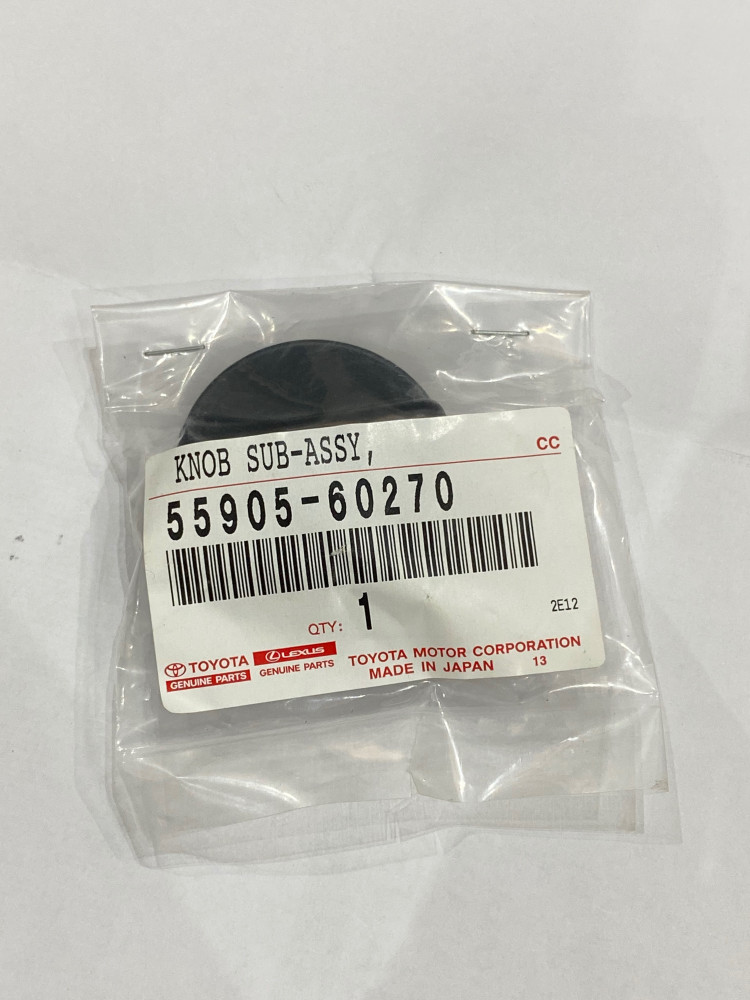 KNOB SUB-ASSY,
CC
55905-60270
QTY: 1
2E12
TOYOTA
GENUINE PARTS
LEXUS
GENUINE PARTS
TOYOTA MOTOR CORPORATION
MADE IN JAPAN 13